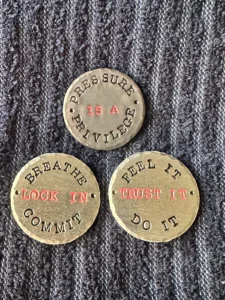 PRESSURE
IS A
PRIVILEGE
BREATHE
LOCK IN
COMMIT
FEEL IT
TRUST IT
DO IT